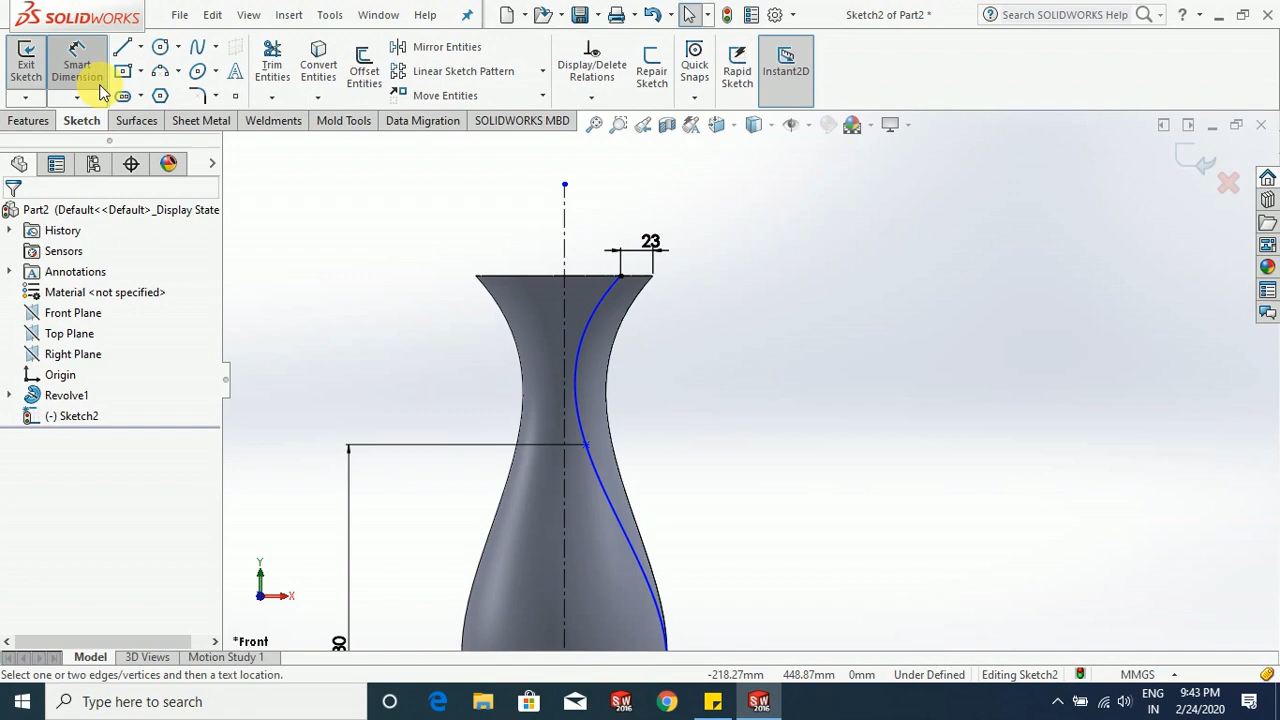 SOLIDWORKS
File
Edit
View
Insert
Tools
Window
Help
Sketch2 of Part2 *
Search SOLIDWORKS Help
?
Exit Sketch
Smart Dimension
Trim Entities
Convert Entities
Offset Entities
Mirror Entities
Linear Sketch Pattern
Move Entities
Display/Delete Relations
Repair Sketch
Quick Snaps
Rapid Sketch
Instant2D
Features
Sketch
Surfaces
Sheet Metal
Weldments
Mold Tools
Data Migration
SOLIDWORKS MBD
Part2 (Default<<Default>_Display State
History
Sensors
Annotations
Material <not specified>
Front Plane
Top Plane
Right Plane
Origin
Revolve1
(-) Sketch2
23
Y
X
*Front
Model
3D Views
Motion Study 1
Select one or two edges/vertices and then a text location.
-218.27mm
448.87mm
0mm
Under Defined
Editing Sketch2
MMGS
Type here to search
SW 2016
SW 2016
ENG
IN
9:43 PM
2/24/2020